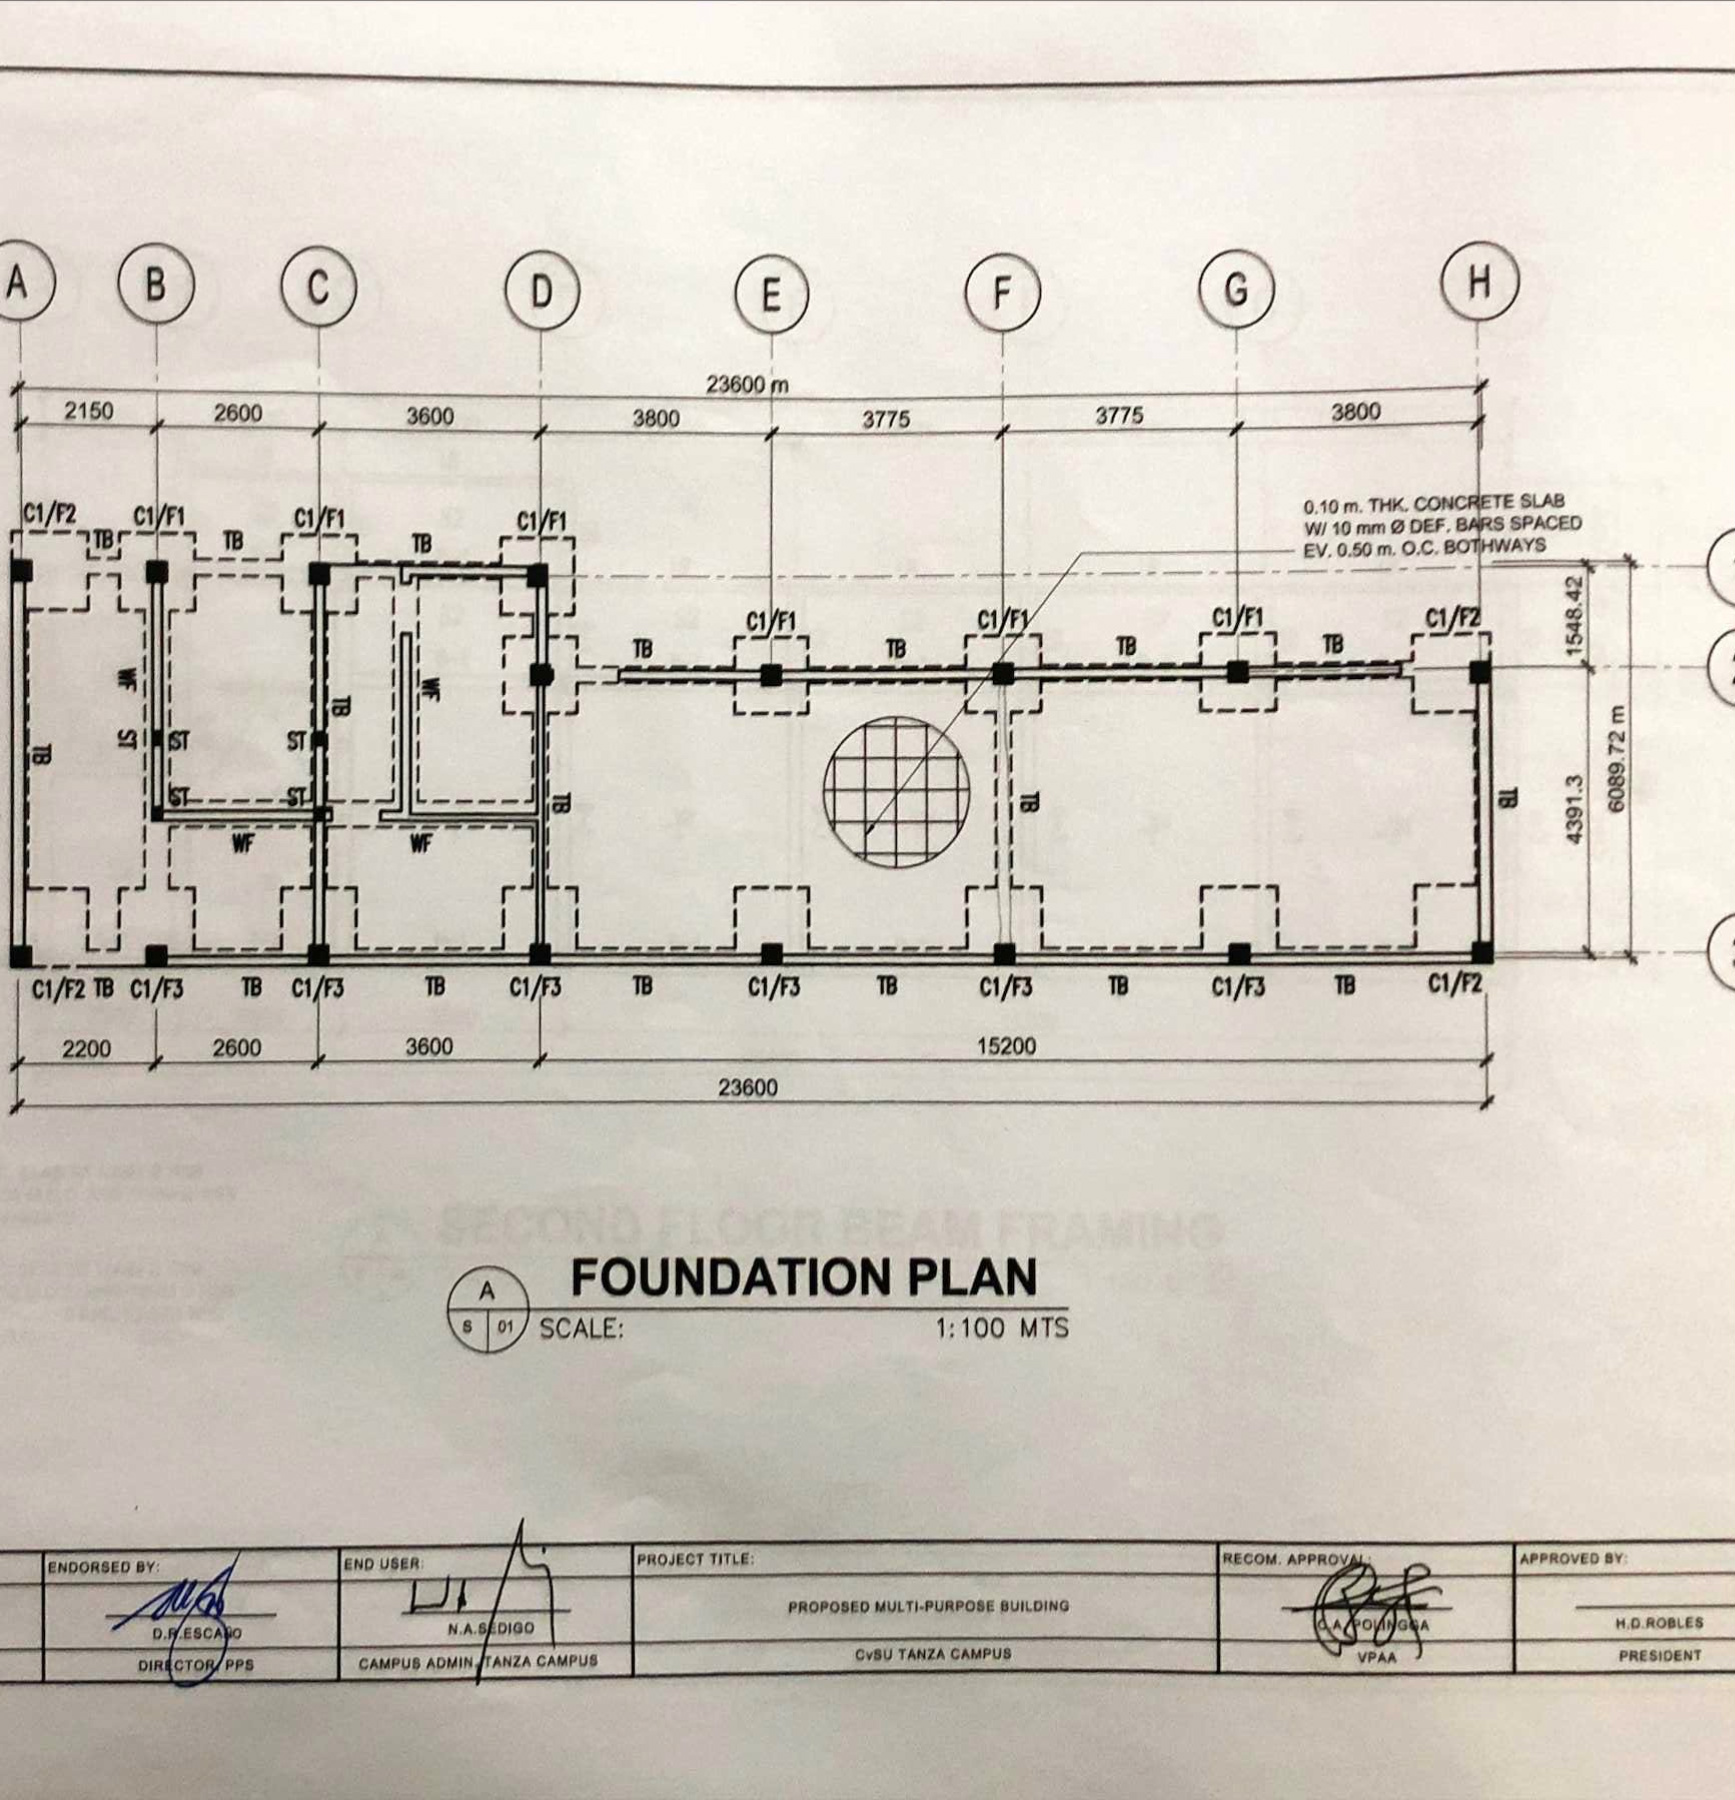 A B C D E F G H
23600 m
2150 2600 3600 3800 3775 3775 3800
0.10 m. THK. CONCRETE SLAB
W/ 10 mm Ø DEF. BARS SPACED
EV. 0.50 m. O.C. BOTHWAYS
C1/F2 TB C1/F1 TB C1/F1 TB C1/F1
1548.42
TB C1/F1 TB C1/F1 TB C1/F1 TB C1/F2
WF TB WF
6089.72 m
4391.3
TB ST ST ST
ST ST
TB TB TB
WF WF
C1/F2 TB C1/F3 TB C1/F3 TB C1/F3 TB C1/F3 TB C1/F3 TB C1/F3 TB C1/F2
2200 2600 3600 15200
23600
SECOND FLOOR BEAM FRAMING
A
S 01
FOUNDATION PLAN
SCALE: 1:100 MTS
ENDORSED BY:
D.R.ESCAÑO
DIRECTOR, PPS
END USER:
N.A.SEDIGO
CAMPUS ADMIN, TANZA CAMPUS
PROJECT TITLE:
PROPOSED MULTI-PURPOSE BUILDING
CvSU TANZA CAMPUS
RECOM. APPROVAL:
VPAA
APPROVED BY:
H.D.ROBLES
PRESIDENT